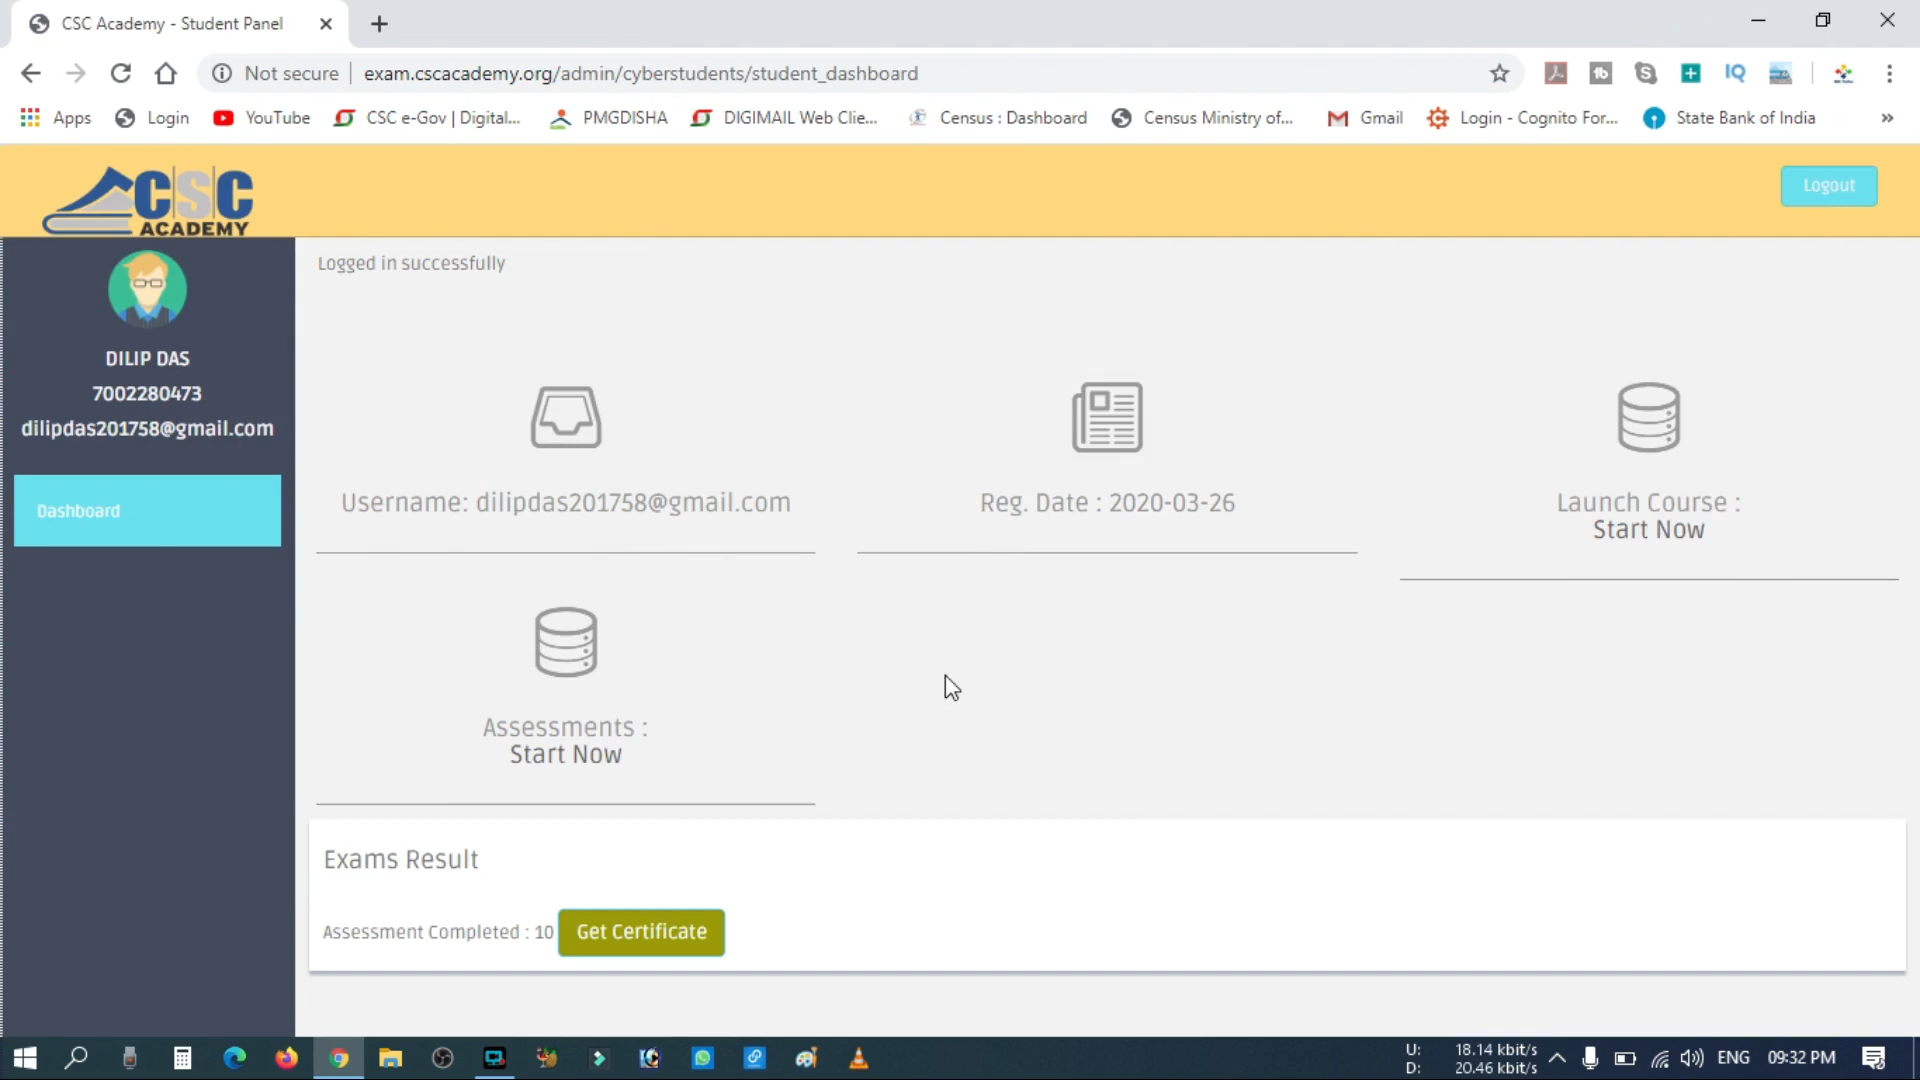 CSC Academy - Student Panel
Not secure | exam.cscacademy.org/admin/cyberstudents/student_dashboard
Apps Login YouTube CSC e-Gov | Digital... PMGDISHA DIGIMAIL Web Clie... Census : Dashboard Census Ministry of... Gmail Login - Cognito For... State Bank of India »
CSC
ACADEMY
Logout
Logged in successfully
DILIP DAS
7002280473
dilipdas201758@gmail.com
Dashboard
Username: dilipdas201758@gmail.com
Reg. Date : 2020-03-26
Launch Course :
Start Now
Assessments :
Start Now
Exams Result
Assessment Completed : 10 Get Certificate
U: 18.14 kbit/s
D: 20.46 kbit/s
ENG 09:32 PM